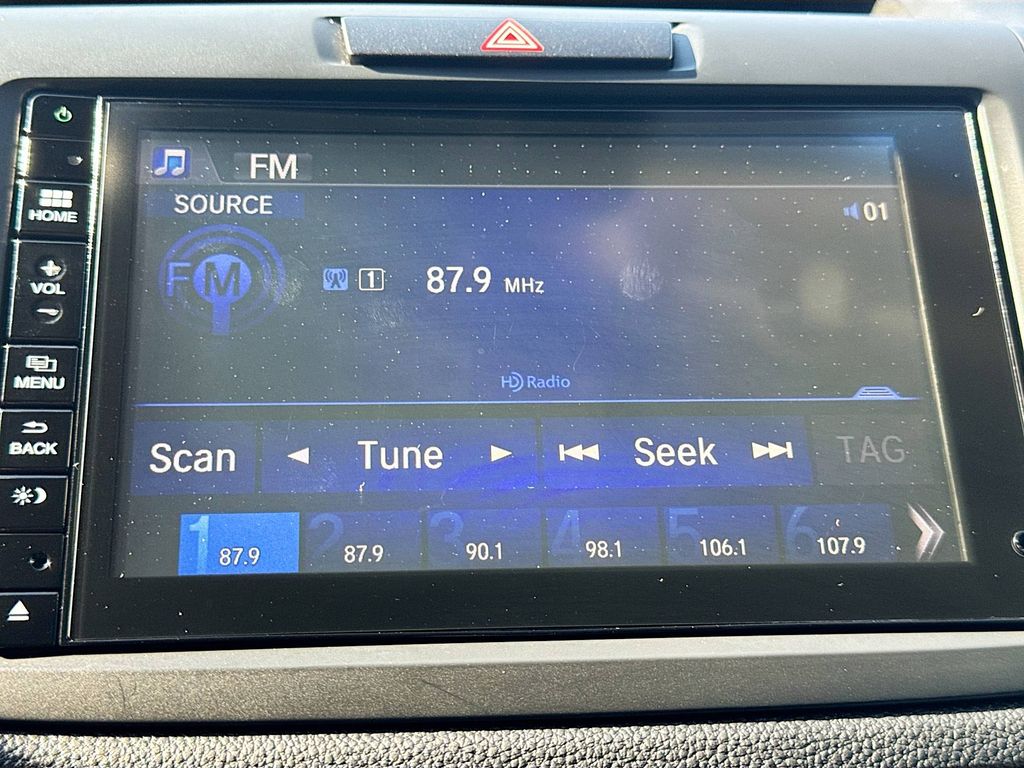 FM
SOURCE
01
FM
1 87.9 MHz
HD Radio
HOME
VOL
MENU
BACK
Scan Tune Seek TAG
1 2 3 4 5 6
87.9 87.9 90.1 98.1 106.1 107.9